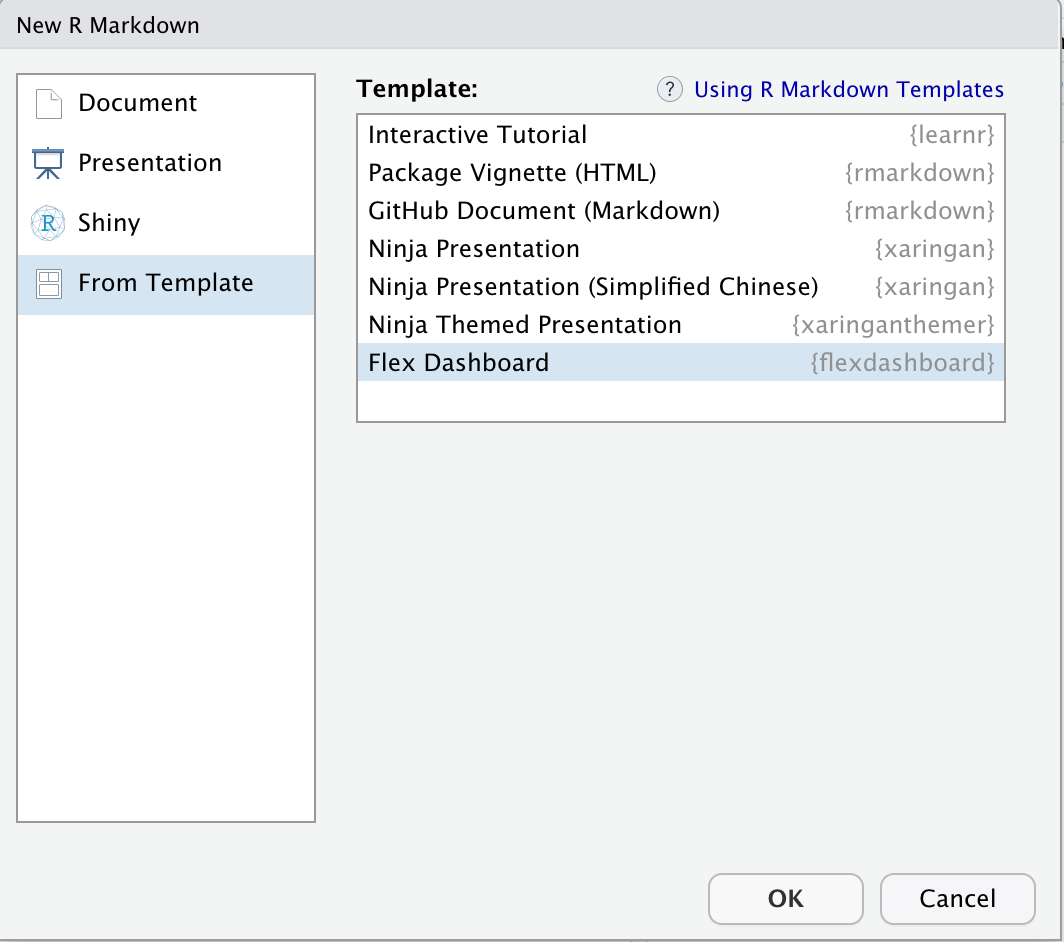 New R Markdown
Document
Presentation
R Shiny
From Template
Template:
? Using R Markdown Templates
Interactive Tutorial {learnr}
Package Vignette (HTML) {rmarkdown}
GitHub Document (Markdown) {rmarkdown}
Ninja Presentation {xaringan}
Ninja Presentation (Simplified Chinese) {xaringan}
Ninja Themed Presentation {xaringanthemer}
Flex Dashboard {flexdashboard}
OK Cancel